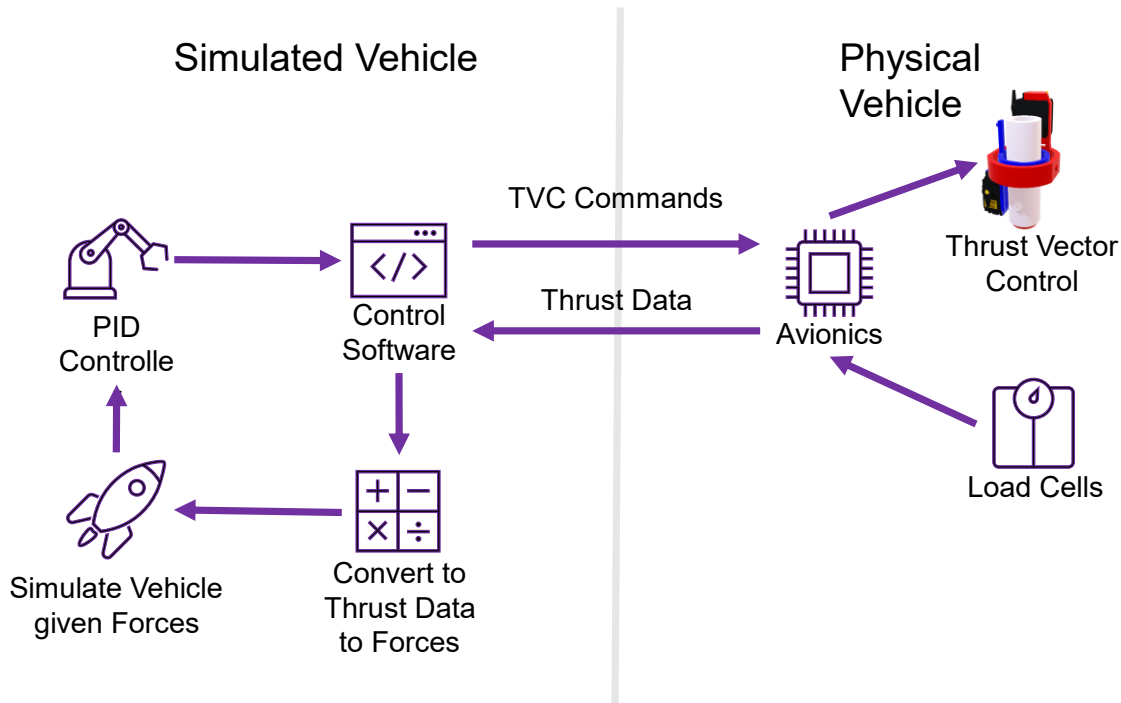 Simulated Vehicle
Physical
Vehicle
TVC Commands
Thrust Vector
Control
Thrust Data
Control
Software
Avionics
PID
Controlle
Load Cells
Simulate Vehicle
given Forces
Convert to
Thrust Data
to Forces